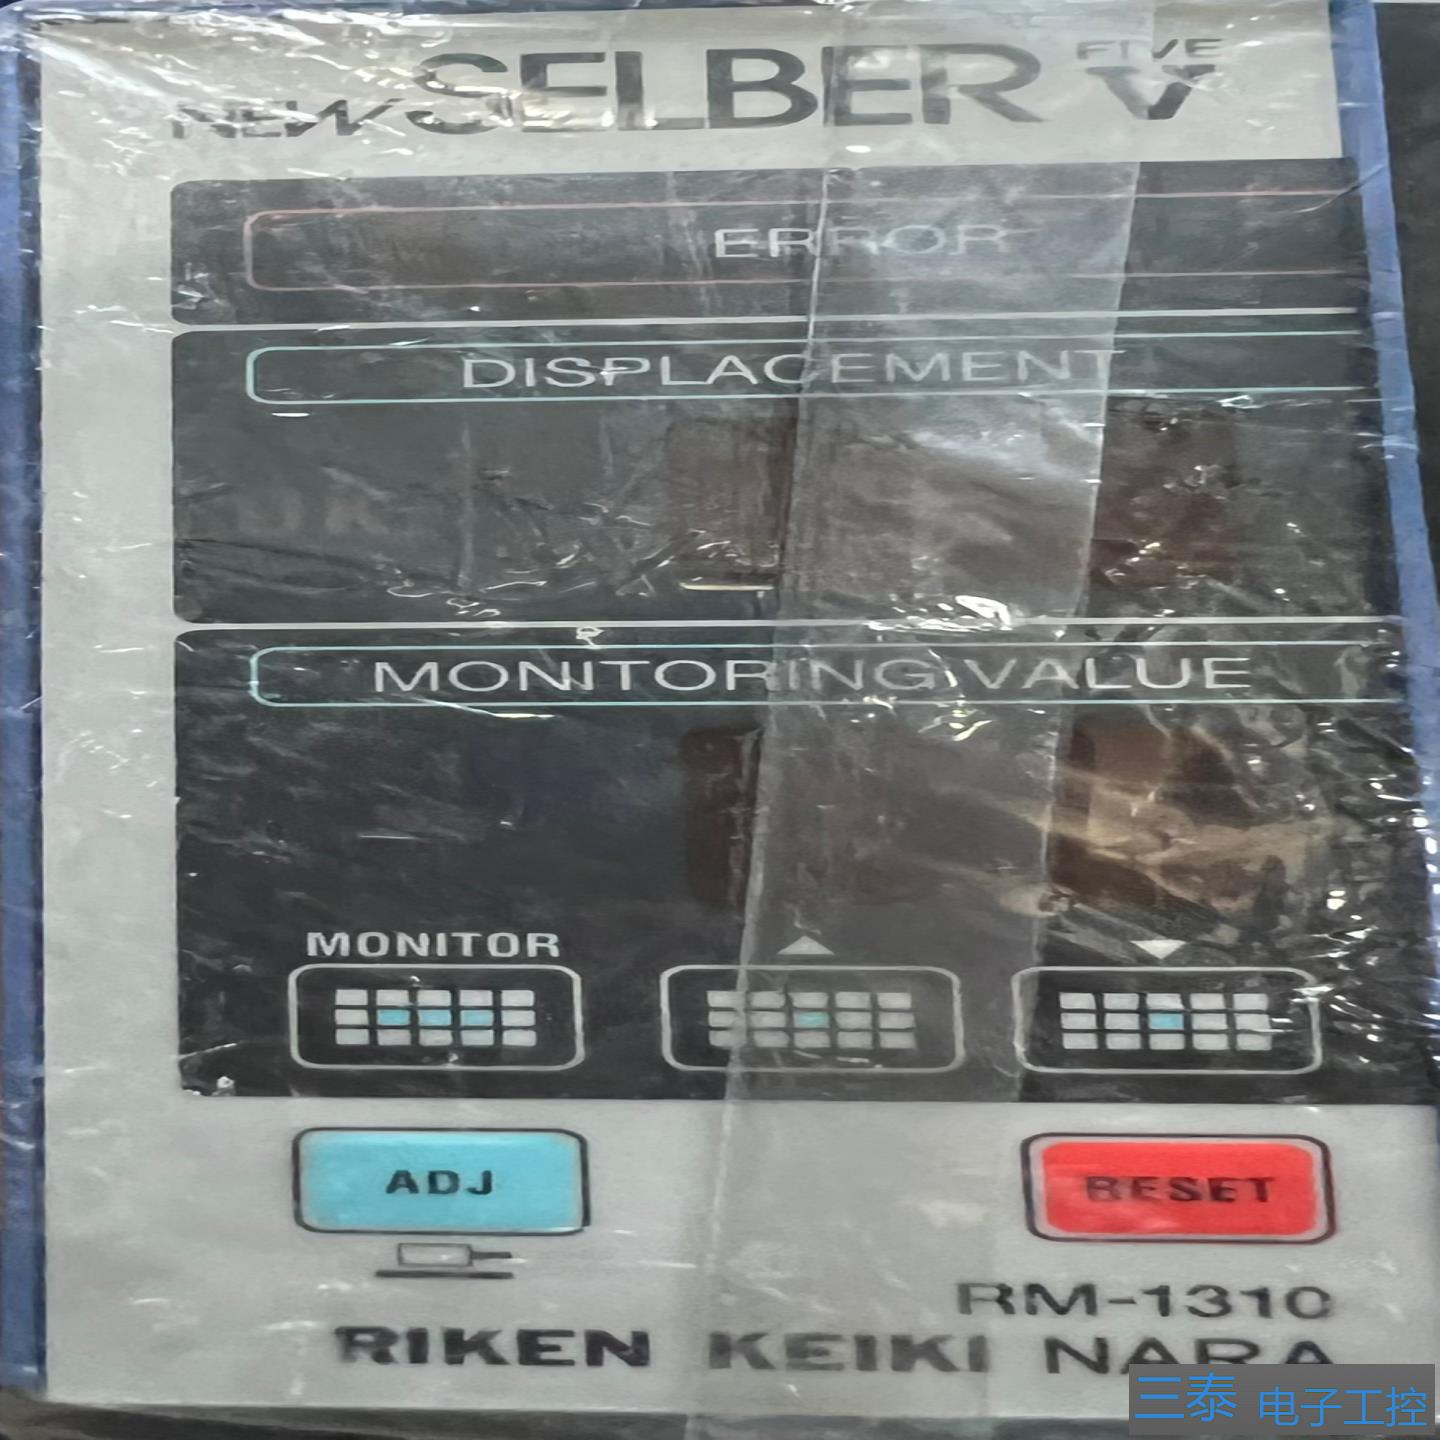 FIVE
NEW SELBER V
ERROR
DISPLACEMENT
MONITORING VALUE
MONITOR
ADJ
RESET
RM-1310
RIKEN KEIKI NARA
三泰 电子工控